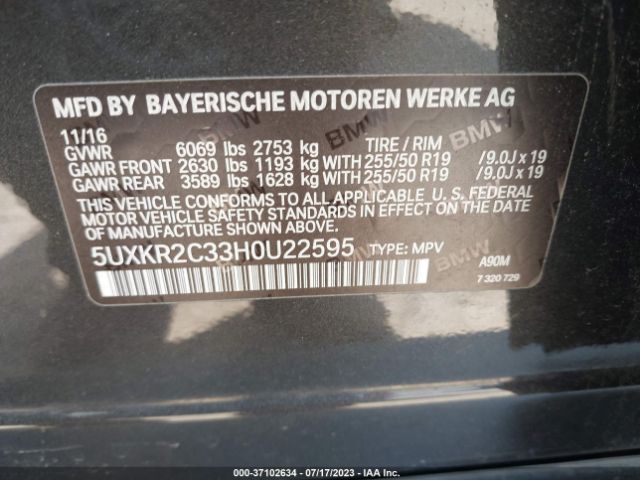 MFD BY BAYERISCHE MOTOREN WERKE AG
11/16
GVWR 6069 lbs 2753 kg TIRE / RIM
GAWR FRONT 2630 lbs 1193 kg WITH 255/50 R19 /9.0J x 19
GAWR REAR 3589 lbs 1628 kg WITH 255/50 R19 /9.0J x 19
THIS VEHICLE CONFORMS TO ALL APPLICABLE U. S. FEDERAL
MOTOR VEHICLE SAFETY STANDARDS IN EFFECT ON THE DATE
OF MANUFACTURE SHOWN ABOVE.
5UXKR2C33H0U22595 TYPE: MPV
A90M
7 320 729
000-37102634 / 07/17/2023 - IAA Inc.